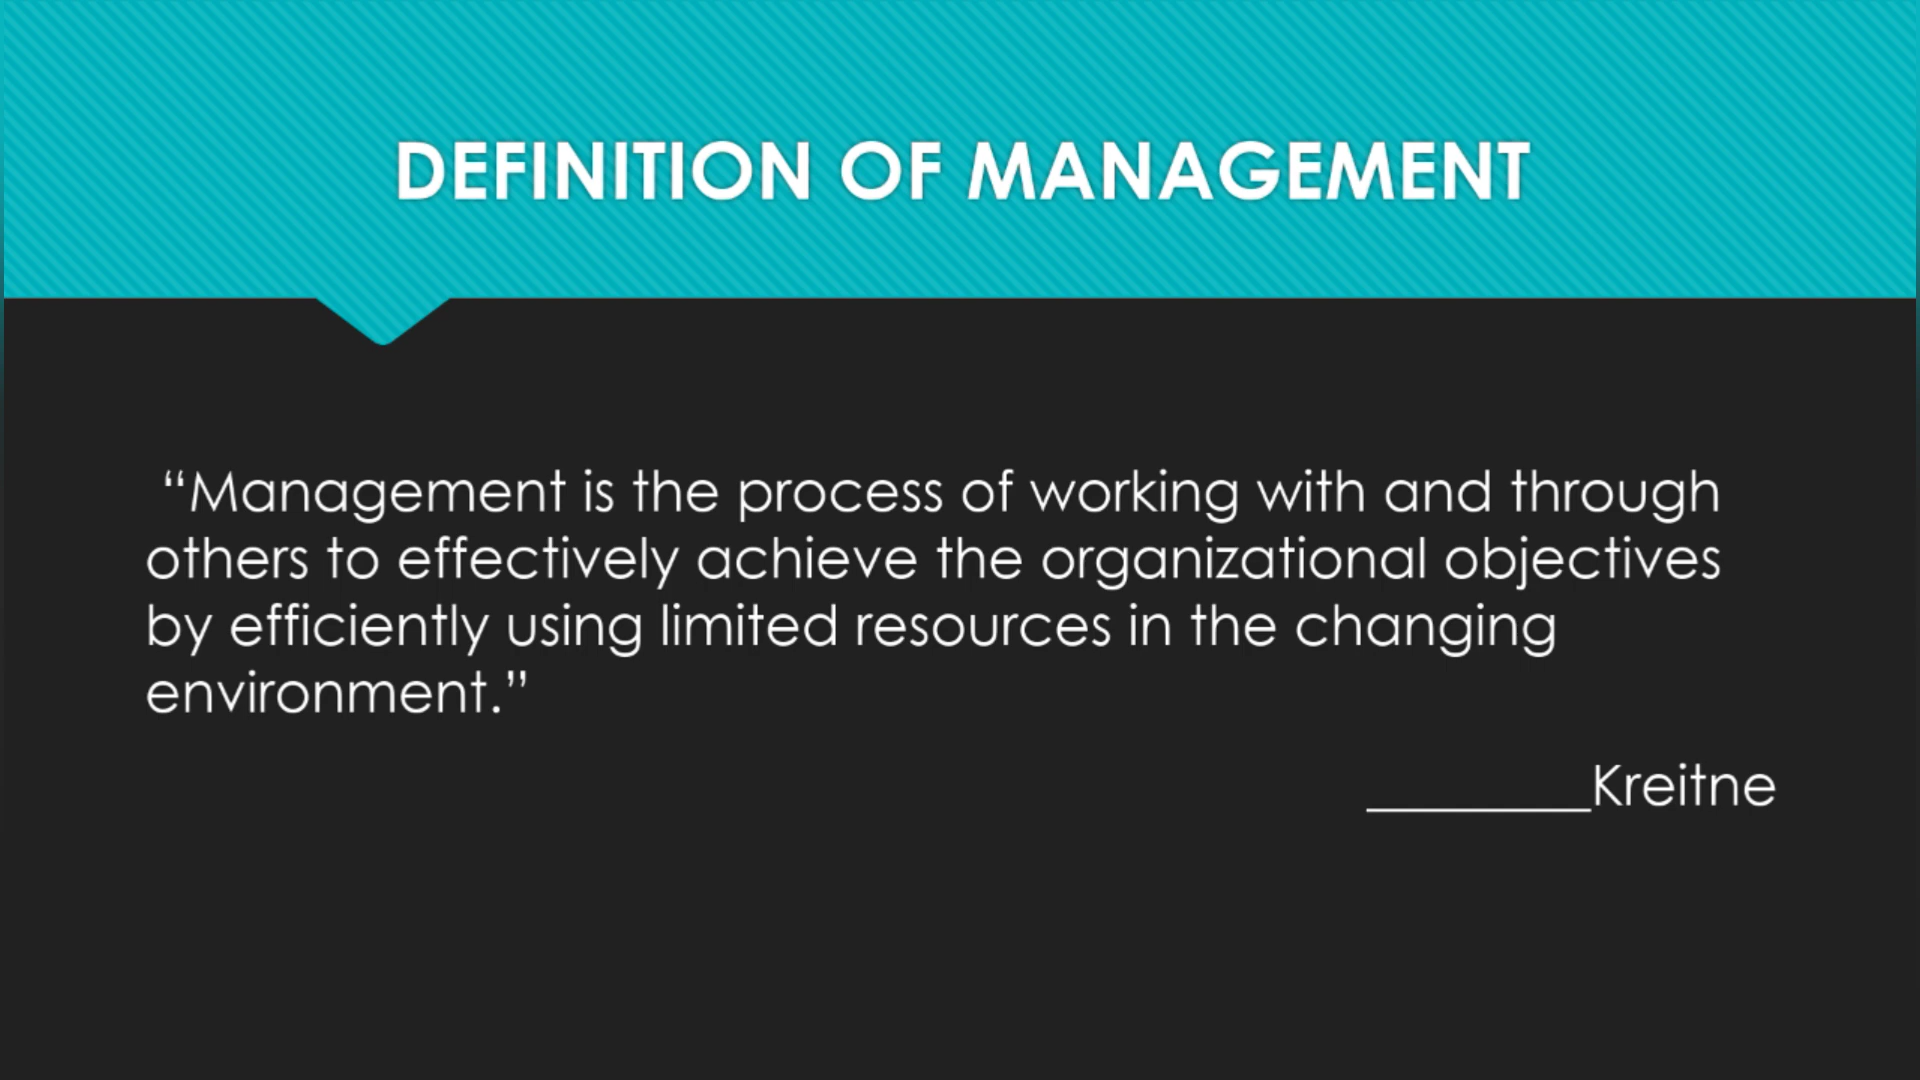 DEFINITION OF MANAGEMENT
“Management is the process of working with and through
others to effectively achieve the organizational objectives
by efficiently using limited resources in the changing
environment.”
________Kreitne